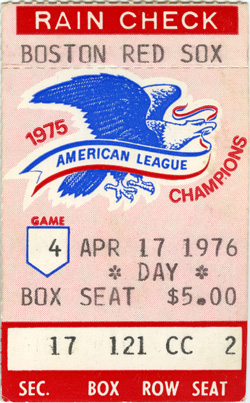 RAIN CHECK
BOSTON RED SOX
1975
AMERICAN LEAGUE
CHAMPIONS
GAME
4 APR 17 1976
* DAY *
BOX SEAT $5.00
17 121 CC 2
SEC. BOX ROW SEAT